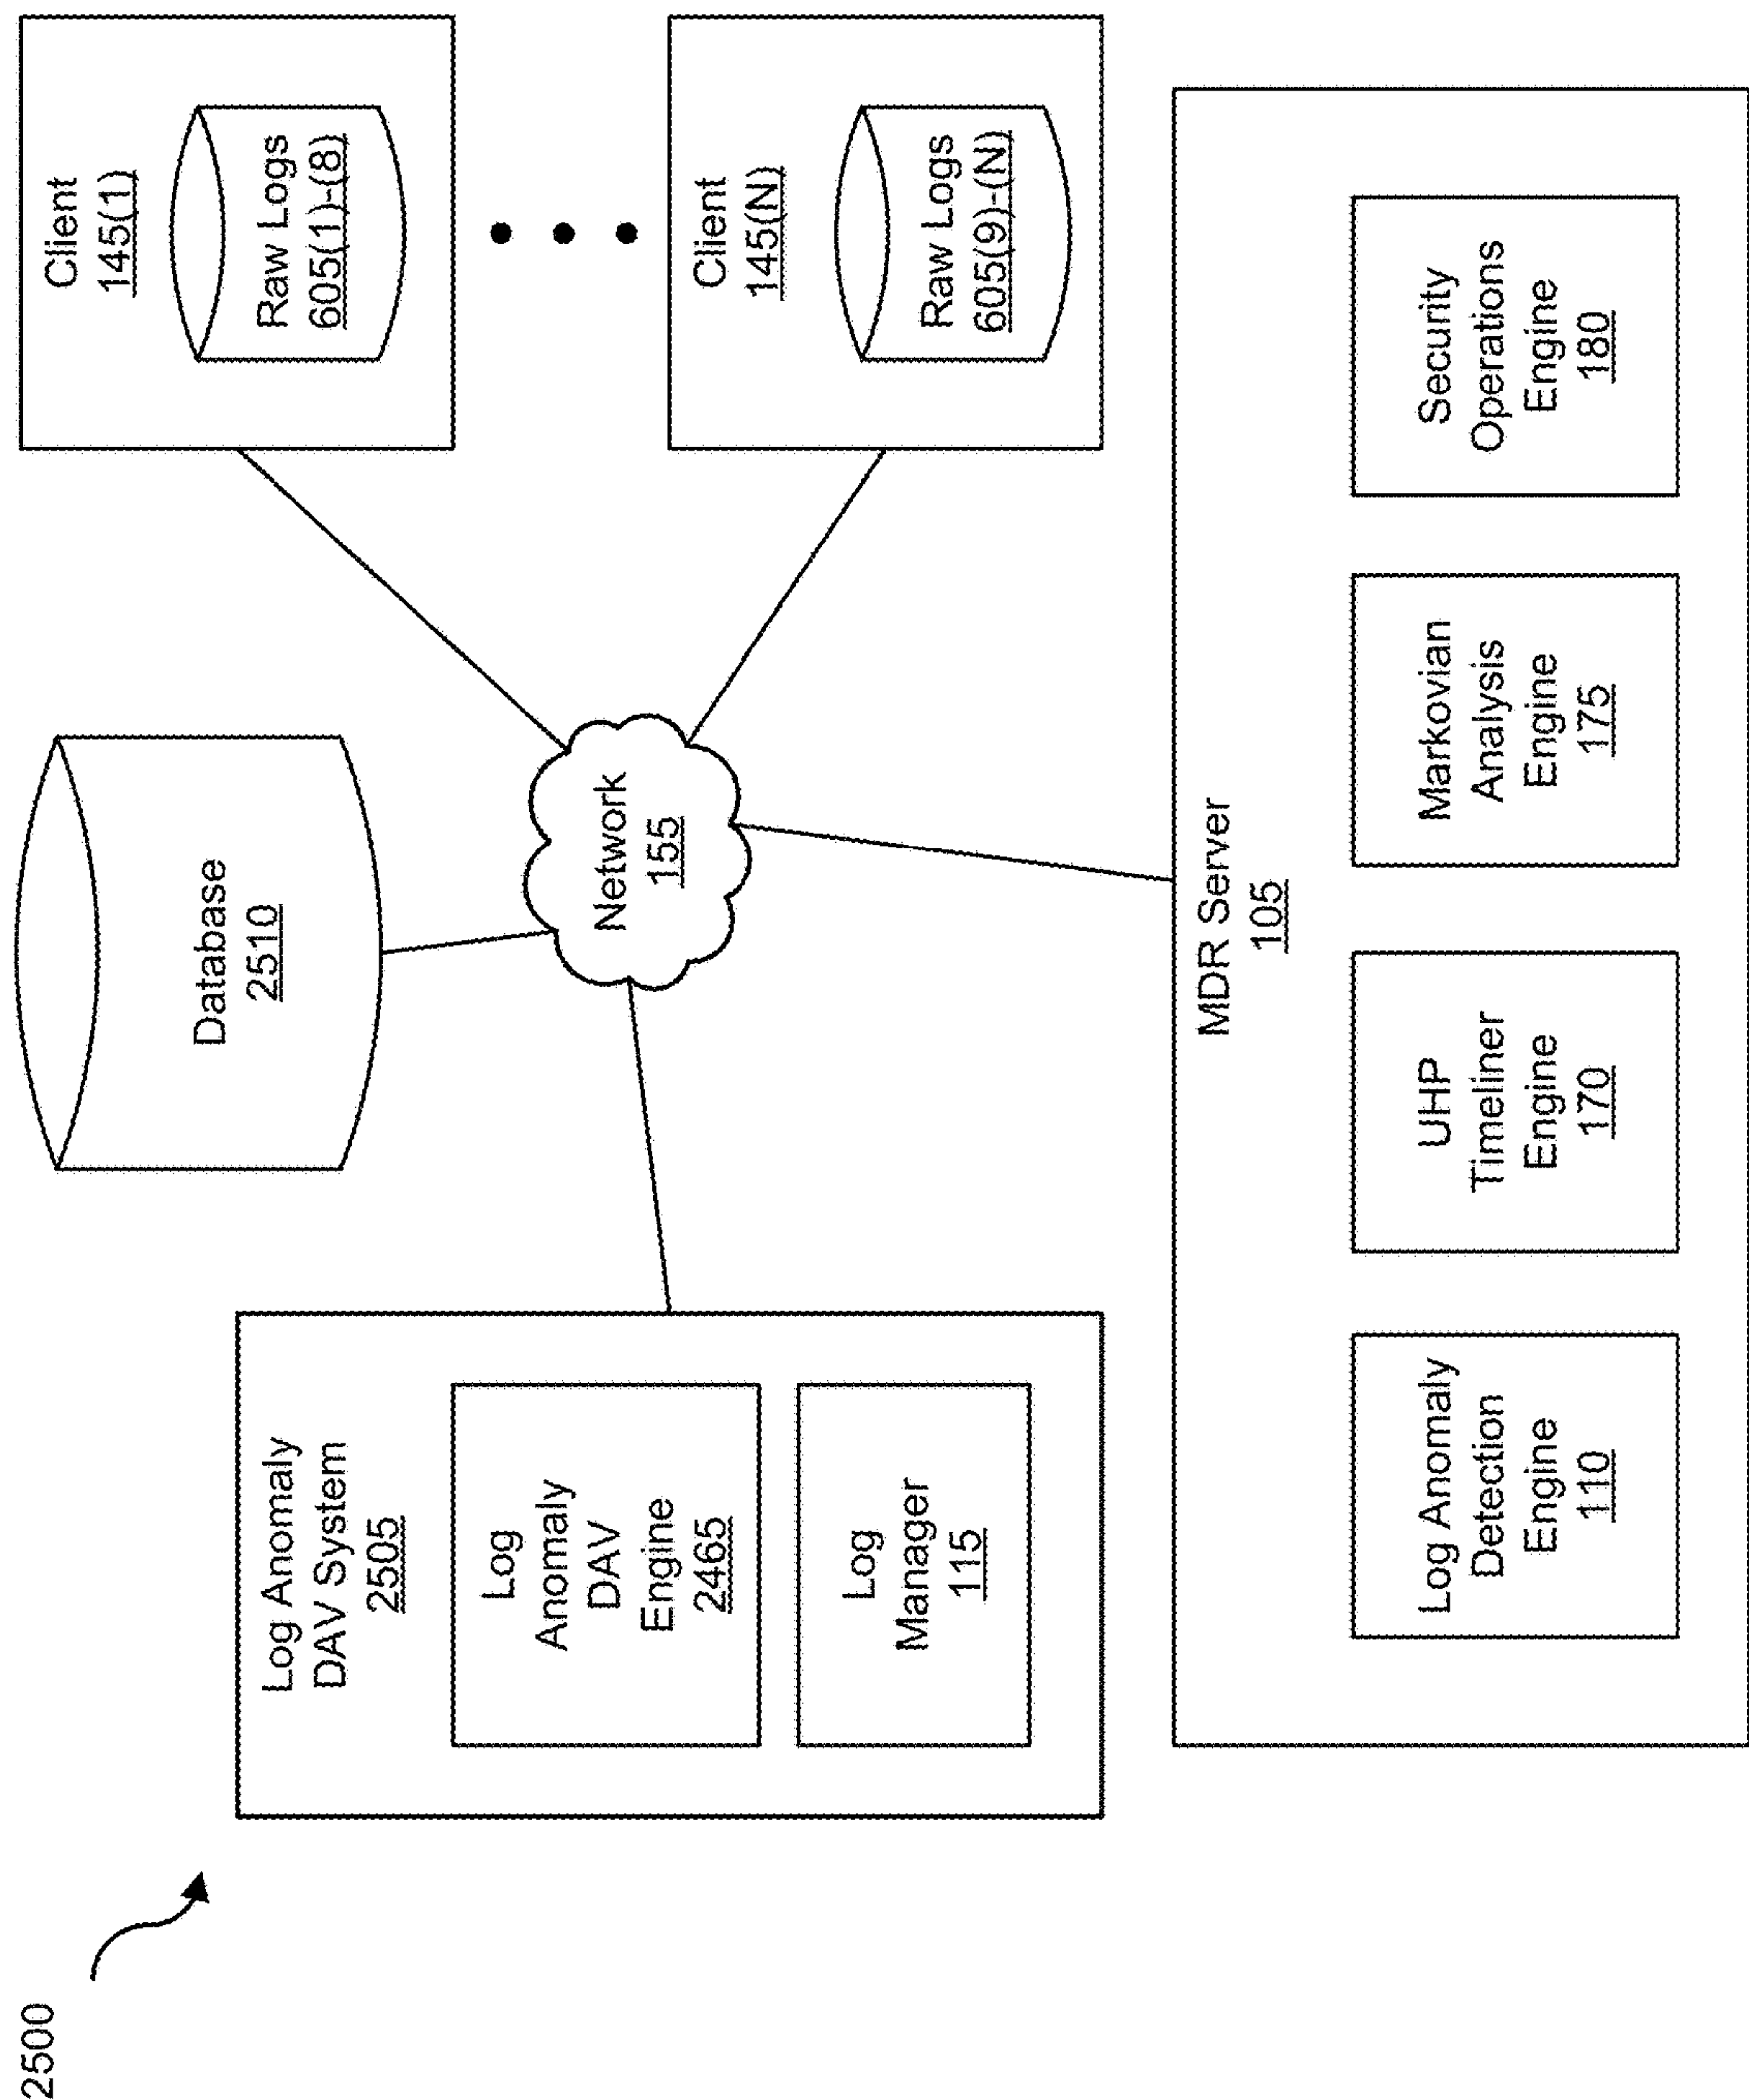 2500
Log Anomaly
DAV System
2505
Log
Anomaly
DAV
Engine
2465
Log
Manager
115
Database
2510
Network
155
Client
145(1)
Raw Logs
605(1)-(8)
Client
145(N)
Raw Logs
605(9)-(N)
MDR Server
105
Log Anomaly
Detection
Engine
110
UHP
Timeliner
Engine
170
Markovian
Analysis
Engine
175
Security
Operations
Engine
180